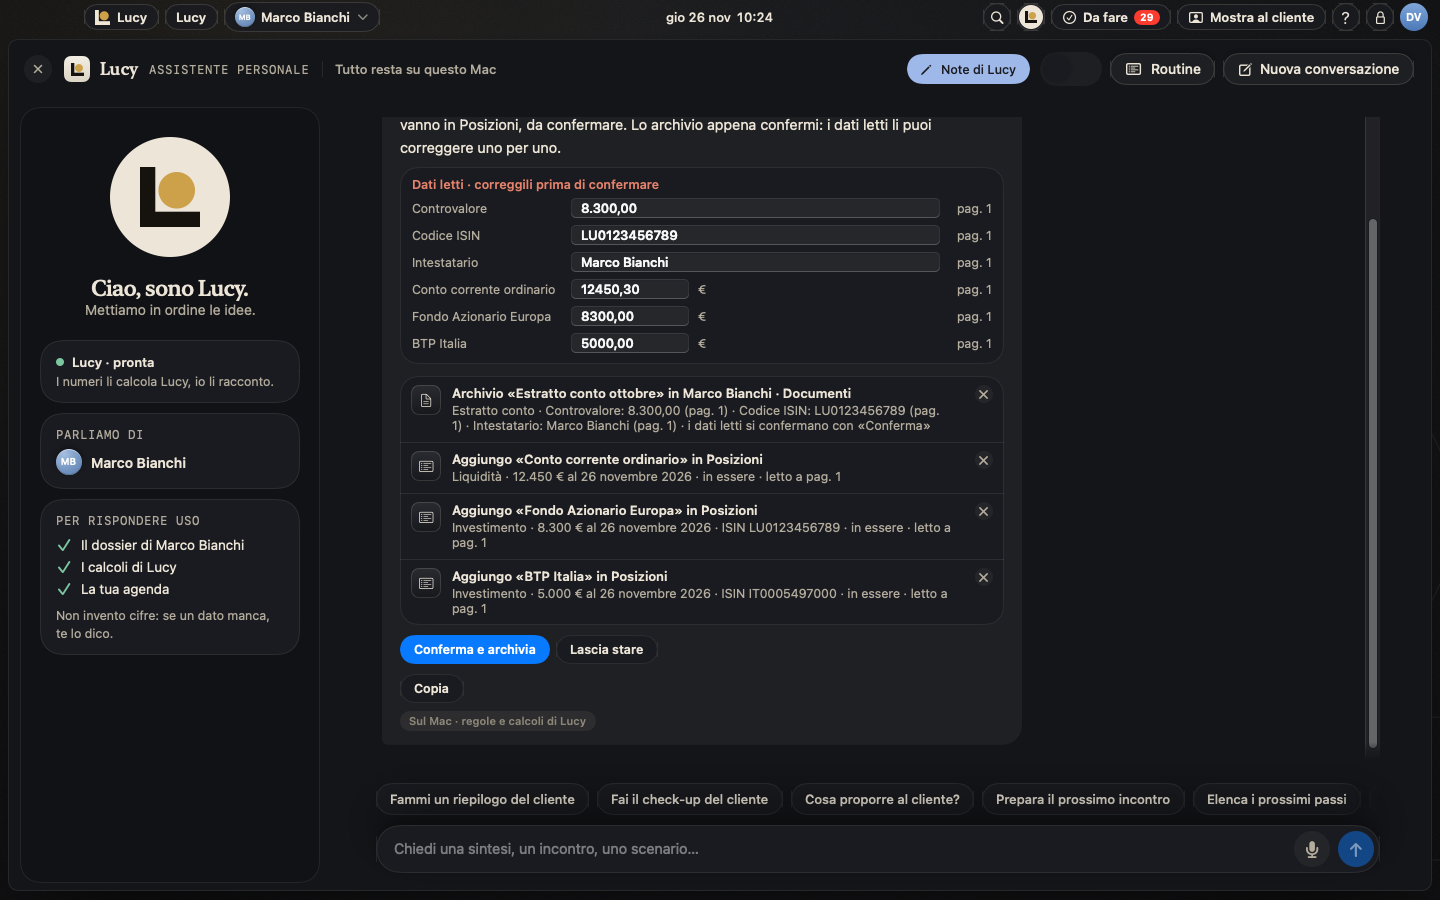 Lucy
Lucy
MB Marco Bianchi
gio 26 nov 10:24
Da fare 29
Mostra al cliente
?
DV
Lucy ASSISTENTE PERSONALE
Tutto resta su questo Mac
Note di Lucy
Routine
Nuova conversazione
Ciao, sono Lucy.
Mettiamo in ordine le idee.
Lucy · pronta
I numeri li calcola Lucy, io li racconto.
PARLIAMO DI
MB Marco Bianchi
PER RISPONDERE USO
Il dossier di Marco Bianchi
I calcoli di Lucy
La tua agenda
Non invento cifre: se un dato manca,
te lo dico.
vanno in Posizioni, da confermare. Lo archivio appena confermi: i dati letti li puoi
correggere uno per uno.
Dati letti · correggili prima di confermare
Controvalore 8.300,00 pag. 1
Codice ISIN LU0123456789 pag. 1
Intestatario Marco Bianchi pag. 1
Conto corrente ordinario 12450,30 € pag. 1
Fondo Azionario Europa 8300,00 € pag. 1
BTP Italia 5000,00 € pag. 1
Archivio «Estratto conto ottobre» in Marco Bianchi · Documenti
Estratto conto · Controvalore: 8.300,00 (pag. 1) · Codice ISIN: LU0123456789 (pag.
1) · Intestatario: Marco Bianchi (pag. 1) · i dati letti si confermano con «Conferma»
Aggiungo «Conto corrente ordinario» in Posizioni
Liquidità · 12.450 € al 26 novembre 2026 · in essere · letto a pag. 1
Aggiungo «Fondo Azionario Europa» in Posizioni
Investimento · 8.300 € al 26 novembre 2026 · ISIN LU0123456789 · in essere · letto a
pag. 1
Aggiungo «BTP Italia» in Posizioni
Investimento · 5.000 € al 26 novembre 2026 · ISIN IT0005497000 · in essere · letto a
pag. 1
Conferma e archivia
Lascia stare
Copia
Sul Mac · regole e calcoli di Lucy
Fammi un riepilogo del cliente
Fai il check-up del cliente
Cosa proporre al cliente?
Prepara il prossimo incontro
Elenca i prossimi passi
Chiedi una sintesi, un incontro, uno scenario...